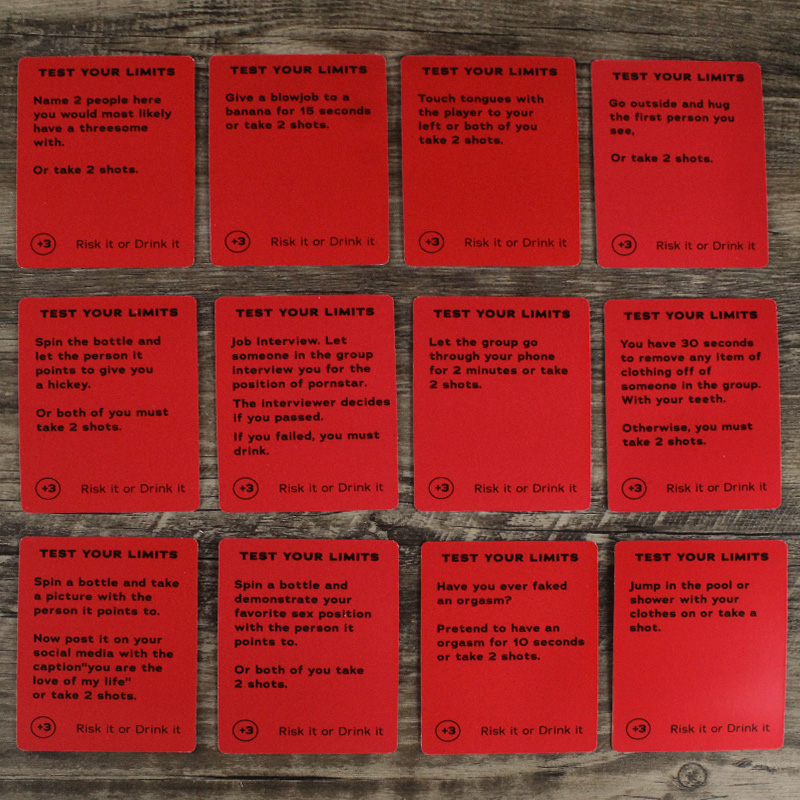 TEST YOUR LIMITS
Name 2 people here
you would most likely
have a threesome
with.
Or take 2 shots.
+3
Risk it or Drink it
TEST YOUR LIMITS
Give a blowjob to a
banana for 15 seconds
or take 2 shots.
+3
Risk it or Drink it
TEST YOUR LIMITS
Touch tongues with
the player to your
left or both of you
take 2 shots.
+3
Risk it or Drink it
TEST YOUR LIMITS
Go outside and hug
the first person you
see,
Or take 2 shots.
+3
Risk it or Drink it
TEST YOUR LIMITS
Spin the bottle and
let the person it
points to give you
a hickey.
Or both of you must
take 2 shots.
+3
Risk it or Drink it
TEST YOUR LIMITS
Job Interview. Let
someone in the group
interview you for the
position of pornstar.
The interviewer decides
if you passed.
If you failed, you must
drink.
+3
Risk it or Drink it
TEST YOUR LIMITS
Let the group go
through your phone
for 2 minutes or take
2 shots.
+3
Risk it or Drink it
TEST YOUR LIMITS
You have 30 seconds
to remove any item of
clothing off of
someone in the group.
With your teeth.
Otherwise, you must
take 2 shots.
+3
Risk it or Drink it
TEST YOUR LIMITS
Spin a bottle and take
a picture with the
person it points to.
Now post it on your
social media with the
caption"you are the
love of my life"
or take 2 shots.
+3
Risk it or Drink it
TEST YOUR LIMITS
Spin a bottle and
demonstrate your
favorite sex position
with the person it
points to.
Or both of you take
2 shots.
+3
Risk it or Drink it
TEST YOUR LIMITS
Have you ever faked
an orgasm?
Pretend to have an
orgasm for 10 seconds
or take 2 shots.
+3
Risk it or Drink it
TEST YOUR LIMITS
Jump in the pool or
shower with your
clothes on or take a
shot.
+3
Risk it or Drink it